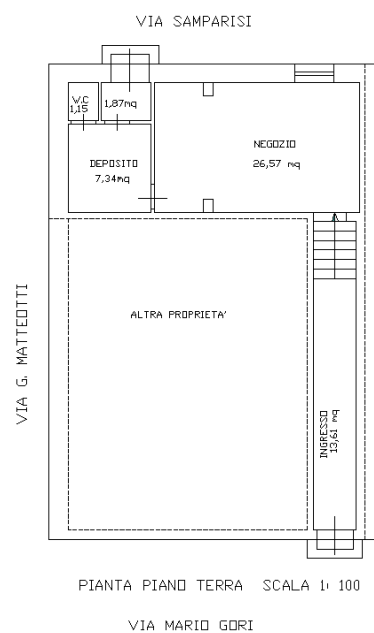 VIA SAMPARISI
W.C
1,15
1,87mq
NEGOZIO
26,57 mq
DEPOSITO
7,34mq
VIA G. MATTEOTTI
ALTRA PROPRIETA'
INGRESSO
13,61 mq
PIANTA PIANO TERRA SCALA 1: 100
VIA MARIO GORI